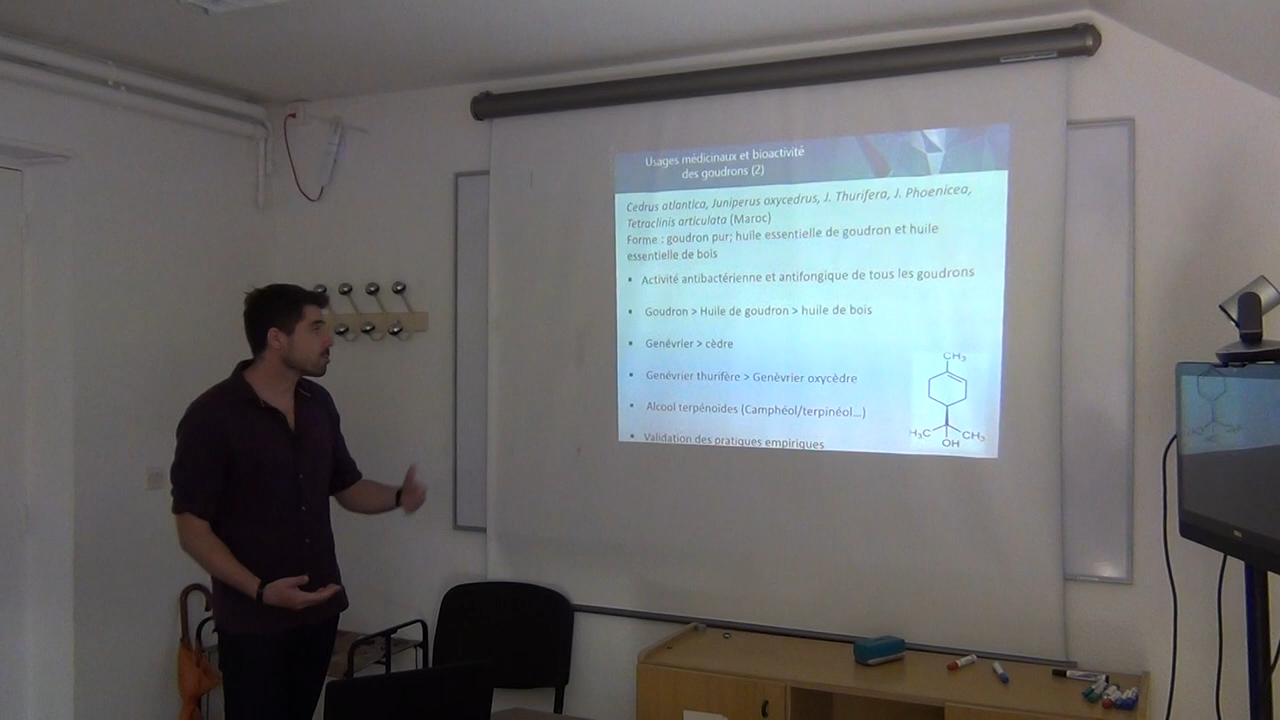 Usages médicinaux et bioactivité
des goudrons (2)
Cedrus atlantica, Juniperus oxycedrus, J. Thurifera, J. Phoenicea,
Tetraclinis articulata (Maroc)
Forme : goudron pur; huile essentielle de goudron et huile
essentielle de bois
▪ Activité antibactérienne et antifongique de tous les goudrons
▪ Goudron > Huile de goudron > huile de bois
▪ Genévrier > cèdre
▪ Genévrier thurifère > Genèvrier oxycèdre
▪ Alcool terpénoïdes (Camphéol/terpinéol...)
▪ Validation des pratiques empiriques
CH3
H3C
CH3
OH